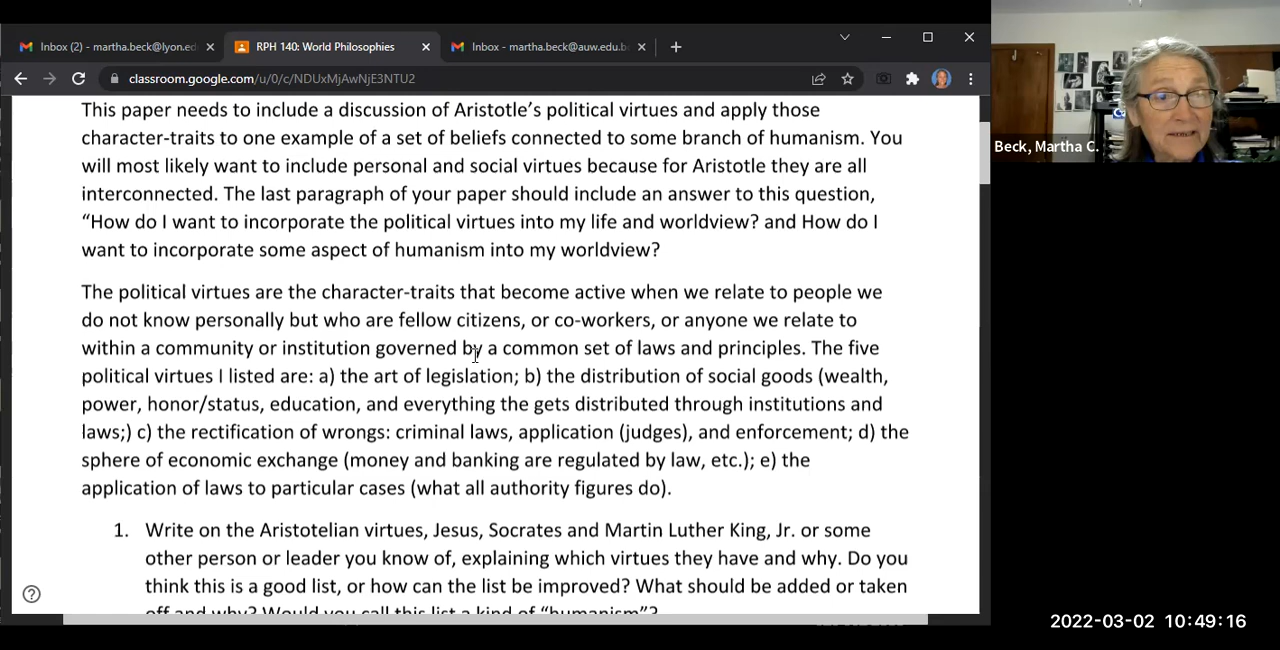 Inbox (2) - martha.beck@lyon.ed
RPH 140: World Philosophies
Inbox - martha.beck@auw.edu.b
classroom.google.com/u/0/c/NDUxMjAwNjE3NTU2
This paper needs to include a discussion of Aristotle's political virtues and apply those
character-traits to one example of a set of beliefs connected to some branch of humanism. You
will most likely want to include personal and social virtues because for Aristotle they are all
interconnected. The last paragraph of your paper should include an answer to this question,
“How do I want to incorporate the political virtues into my life and worldview? and How do I
want to incorporate some aspect of humanism into my worldview?
The political virtues are the character-traits that become active when we relate to people we
do not know personally but who are fellow citizens, or co-workers, or anyone we relate to
within a community or institution governed by a common set of laws and principles. The five
political virtues I listed are: a) the art of legislation; b) the distribution of social goods (wealth,
power, honor/status, education, and everything the gets distributed through institutions and
laws;) c) the rectification of wrongs: criminal laws, application (judges), and enforcement; d) the
sphere of economic exchange (money and banking are regulated by law, etc.); e) the
application of laws to particular cases (what all authority figures do).
1. Write on the Aristotelian virtues, Jesus, Socrates and Martin Luther King, Jr. or some
other person or leader you know of, explaining which virtues they have and why. Do you
think this is a good list, or how can the list be improved? What should be added or taken
off and why? Would you call this list a kind of “humanism”?
Beck, Martha C.
2022-03-02 10:49:16